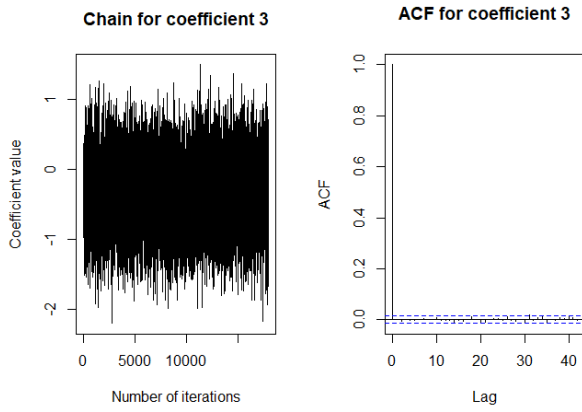 Chain for coefficient 3
Coefficient value
1
0
-1
-2
0 5000 10000
Number of iterations
ACF for coefficient 3
ACF
1.0
0.8
0.6
0.4
0.2
0.0
0 10 20 30 40
Lag